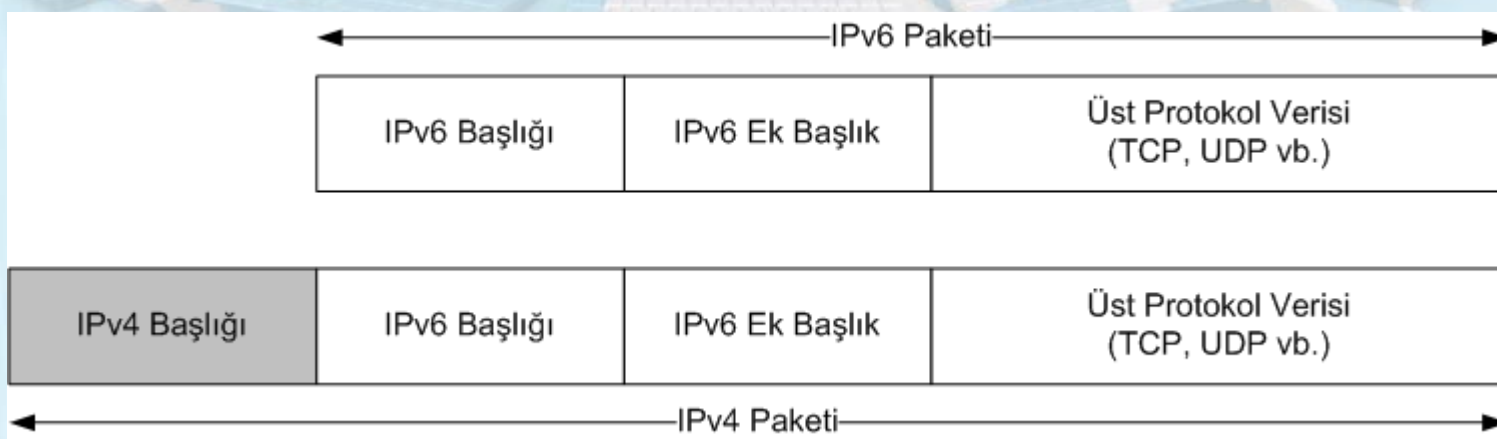 IPv6 Paketi
IPv6 Başlığı
IPv6 Ek Başlık
Üst Protokol Verisi
(TCP, UDP vb.)
IPv4 Başlığı
IPv6 Başlığı
IPv6 Ek Başlık
Üst Protokol Verisi
(TCP, UDP vb.)
IPv4 Paketi